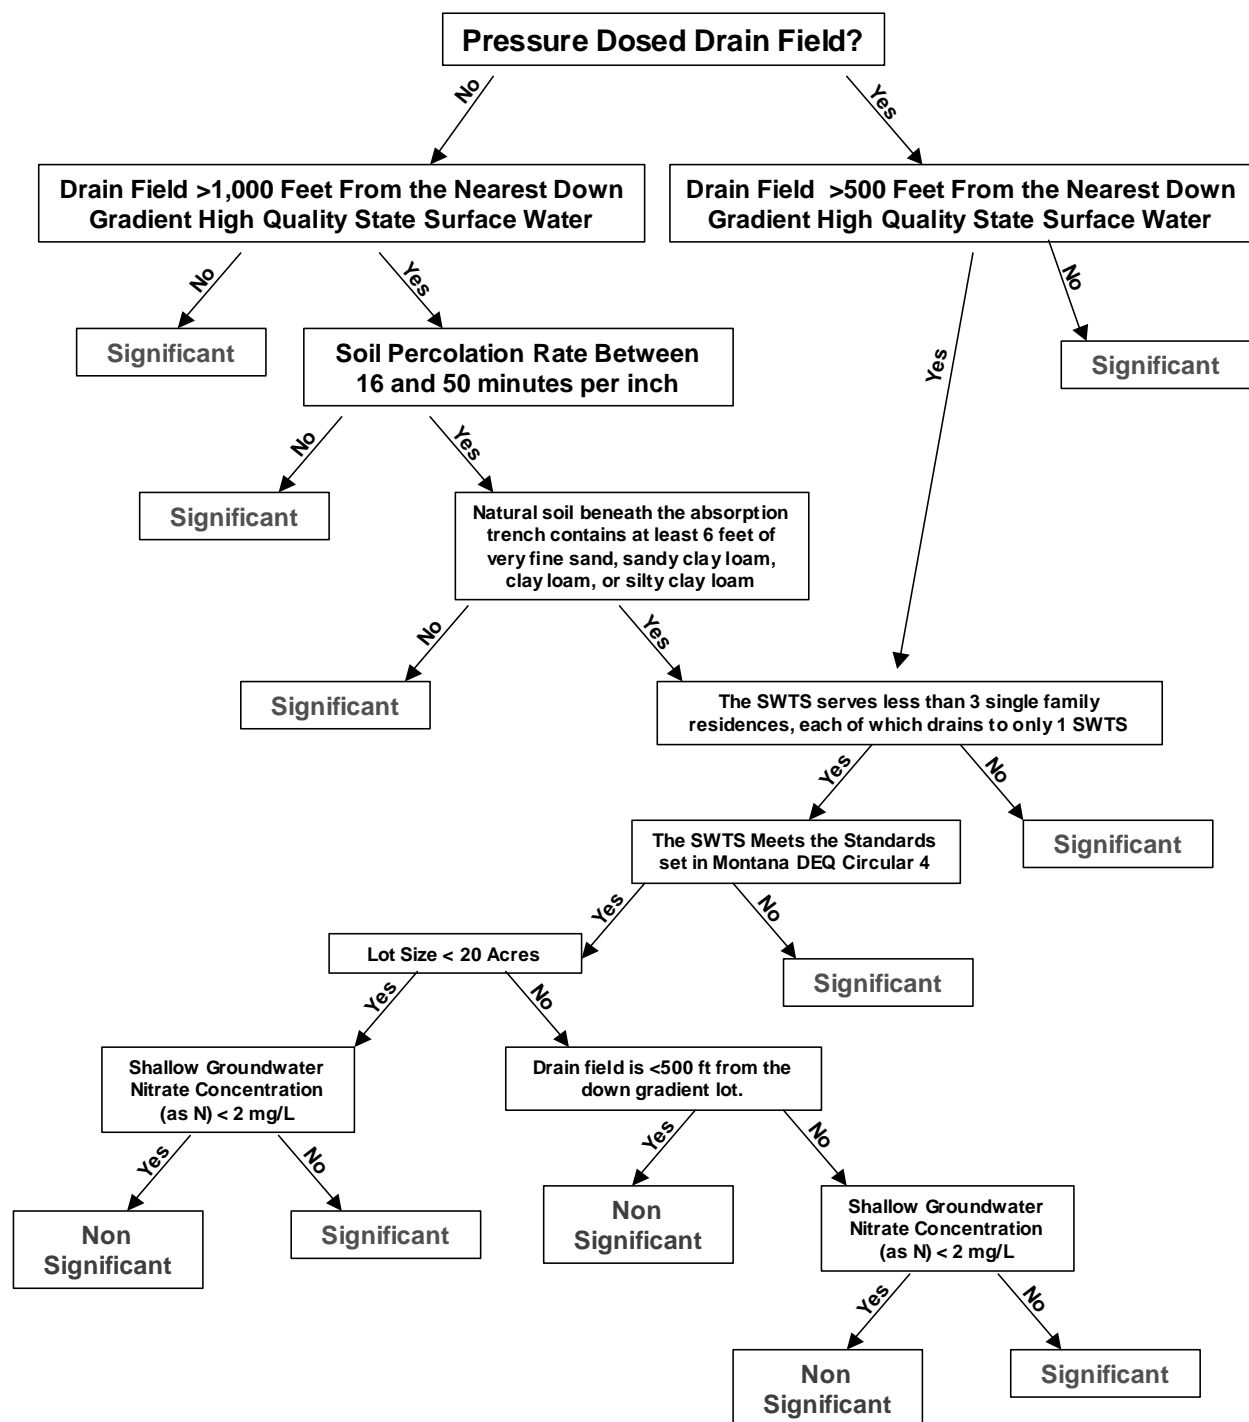 Pressure Dosed Drain Field?
No
Yes
Drain Field >1,000 Feet From the Nearest Down
Gradient High Quality State Surface Water
Drain Field >500 Feet From the Nearest Down
Gradient High Quality State Surface Water
No
Yes
Yes
No
Significant
Soil Percolation Rate Between
16 and 50 minutes per inch
Significant
No
Yes
Significant
Natural soil beneath the absorption
trench contains at least 6 feet of
very fine sand, sandy clay loam,
clay loam, or silty clay loam
No
Yes
Significant
The SWTS serves less than 3 single family
residences, each of which drains to only 1 SWTS
Yes
No
The SWTS Meets the Standards
set in Montana DEQ Circular 4
Significant
Yes
No
Lot Size < 20 Acres
Significant
Yes
No
Shallow Groundwater
Nitrate Concentration
(as N) < 2 mg/L
Drain field is <500 ft from the
down gradient lot.
Yes
No
Yes
No
Non
Significant
Significant
Non
Significant
Shallow Groundwater
Nitrate Concentration
(as N) < 2 mg/L
Yes
No
Non
Significant
Significant